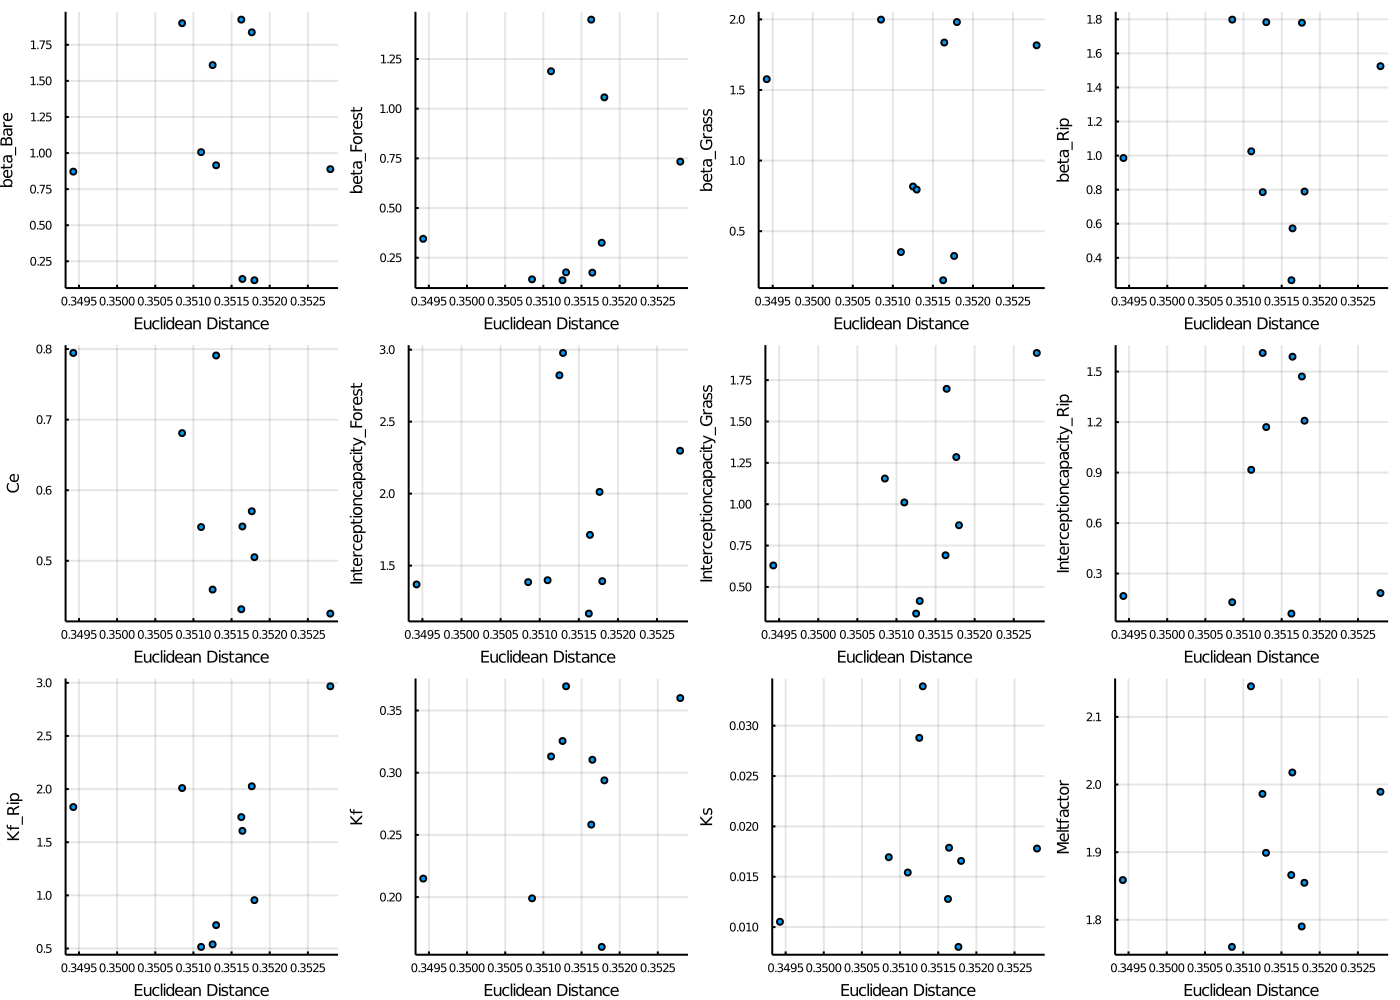 beta_Bare
1.75
1.50
1.25
1.00
0.75
0.50
0.25
0.3495 0.3500 0.3505 0.3510 0.3515 0.3520 0.3525
Euclidean Distance
beta_Forest
1.25
1.00
0.75
0.50
0.25
0.3495 0.3500 0.3505 0.3510 0.3515 0.3520 0.3525
Euclidean Distance
beta_Grass
2.0
1.5
1.0
0.5
0.3495 0.3500 0.3505 0.3510 0.3515 0.3520 0.3525
Euclidean Distance
beta_Rip
1.8
1.6
1.4
1.2
1.0
0.8
0.6
0.4
0.3495 0.3500 0.3505 0.3510 0.3515 0.3520 0.3525
Euclidean Distance
Ce
0.8
0.7
0.6
0.5
0.3495 0.3500 0.3505 0.3510 0.3515 0.3520 0.3525
Euclidean Distance
Interceptioncapacity_Forest
3.0
2.5
2.0
1.5
0.3495 0.3500 0.3505 0.3510 0.3515 0.3520 0.3525
Euclidean Distance
Interceptioncapacity_Grass
1.75
1.50
1.25
1.00
0.75
0.50
0.3495 0.3500 0.3505 0.3510 0.3515 0.3520 0.3525
Euclidean Distance
Interceptioncapacity_Rip
1.5
1.2
0.9
0.6
0.3
0.3495 0.3500 0.3505 0.3510 0.3515 0.3520 0.3525
Euclidean Distance
Kf_Rip
3.0
2.5
2.0
1.5
1.0
0.5
0.3495 0.3500 0.3505 0.3510 0.3515 0.3520 0.3525
Euclidean Distance
Kf
0.35
0.30
0.25
0.20
0.3495 0.3500 0.3505 0.3510 0.3515 0.3520 0.3525
Euclidean Distance
Ks
0.030
0.025
0.020
0.015
0.010
0.3495 0.3500 0.3505 0.3510 0.3515 0.3520 0.3525
Euclidean Distance
Meltfactor
2.1
2.0
1.9
1.8
0.3495 0.3500 0.3505 0.3510 0.3515 0.3520 0.3525
Euclidean Distance